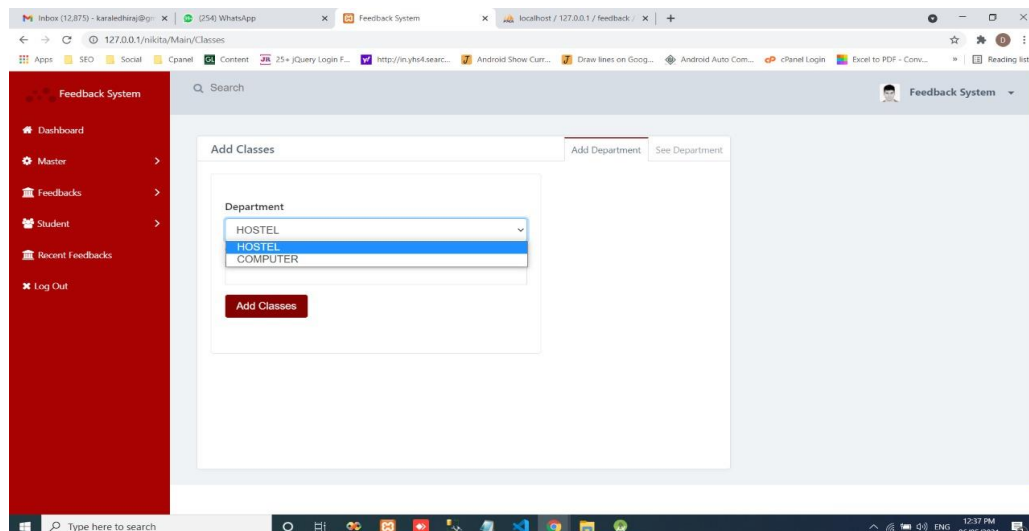 Inbox (12,875) - karaledhiraj@gm
(254) WhatsApp
Feedback System
localhost / 127.0.0.1 / feedback /
127.0.0.1/nikita/Main/Classes
Apps SEO Social Cpanel Content 25+ jQuery Login F... http://in.yhs4.searc... Android Show Curr... Draw lines on Goog... Android Auto Com... cPanel Login Excel to PDF - Conv... » Reading list
Feedback System
Search
Feedback System
Dashboard
Master
Feedbacks
Student
Recent Feedbacks
Log Out
Add Classes
Add Department
See Department
Department
HOSTEL
HOSTEL
COMPUTER
Add Classes
Type here to search
ENG
12:37 PM